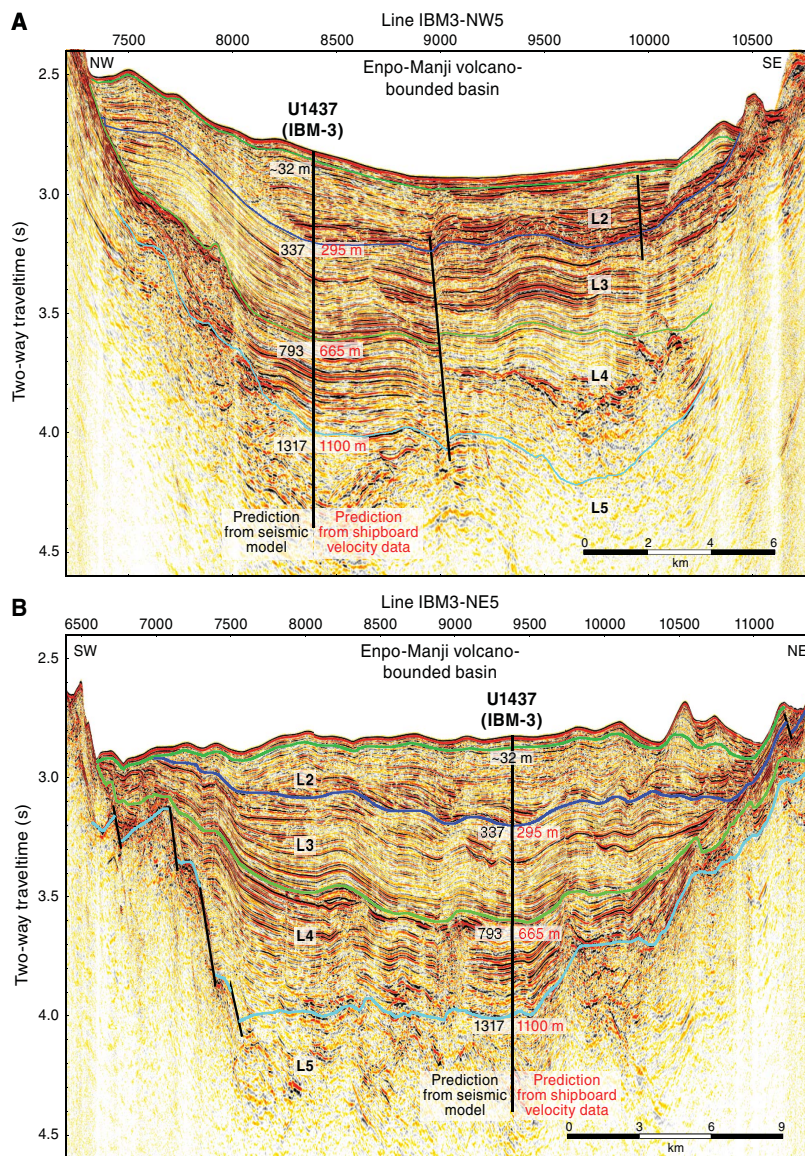 A
Line IBM3-NW5
7500 8000 8500 9000 9500 10000 10500
NW
Enpo-Manji volcano-
bounded basin
SE
U1437
(IBM-3)
Two-way traveltime (s)
2.5
3.0
3.5
4.0
4.5
~32 m
L2
337 295 m
L3
793 665 m
L4
1317 1100 m
L5
Prediction
from seismic
model
Prediction
from shipboard
velocity data
0 2 4 6
km
B
Line IBM3-NE5
6500 7000 7500 8000 8500 9000 9500 10000 10500 11000
SW
Enpo-Manji volcano-
bounded basin
NE
U1437
(IBM-3)
Two-way traveltime (s)
2.5
3.0
3.5
4.0
4.5
~32 m
L2
337 295 m
L3
793 665 m
L4
1317 1100 m
L5
Prediction
from seismic
model
Prediction
from shipboard
velocity data
0 3 6 9
km